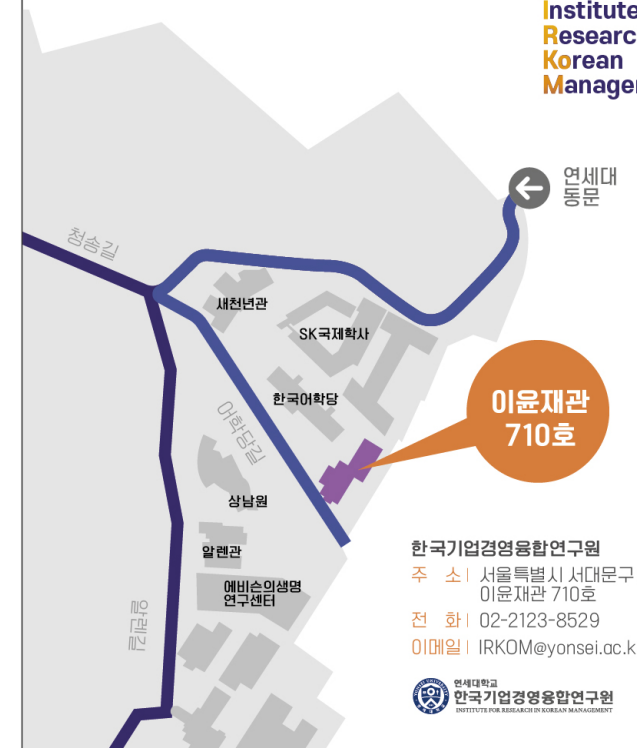 Institute
Researc
Korean
Manager
연세대
동문
청송길
새천년관
SK국제학사
한국어학당
어학당길
이윤재관
710호
상남원
알렌관
에비슨의생명
연구센터
알렌길
한국기업경영융합연구원
주 소 | 서울특별시 서대문구
이윤재관 710호
전 화 | 02-2123-8529
이메일 | IRKOM@yonsei.ac.k
연세대학교
한국기업경영융합연구원
INSTITUTE FOR RESEARCH IN KOREAN MANAGEMENT